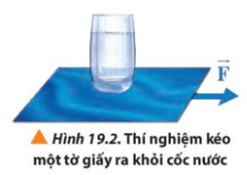 F
▲ Hình 19.2. Thí nghiệm kéo
một tờ giấy ra khỏi cốc nước